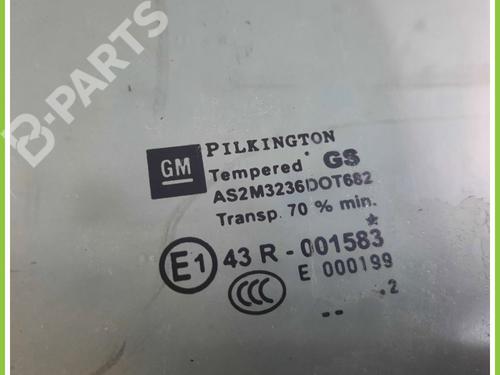 B-PARTS
GM PILKINGTON
Tempered GS
AS2M3236DOT682
Transp. 70 % min.
E1 43 R - 001583
CCC E 000199
.2
--